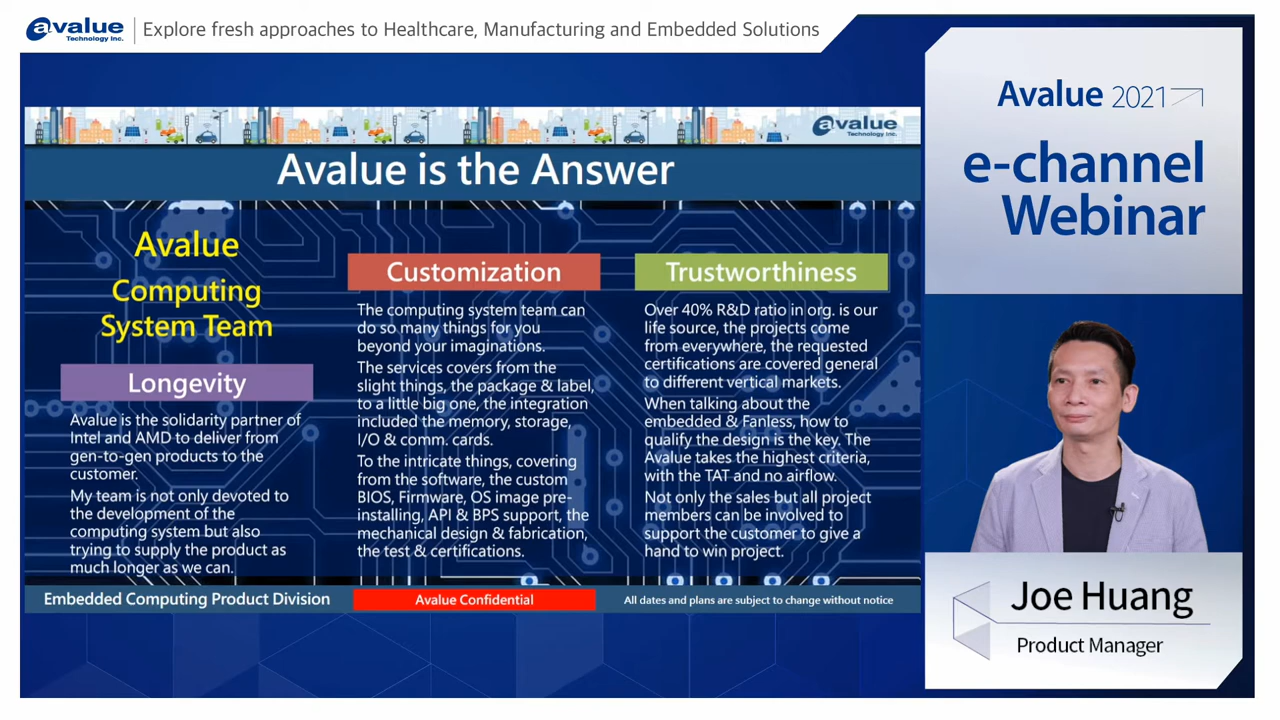 avalue
Technology Inc.
Explore fresh approaches to Healthcare, Manufacturing and Embedded Solutions
avalue
Technology Inc.
Avalue is the Answer
Avalue
Computing
System Team
Longevity
Avalue is the solidarity partner of
Intel and AMD to deliver from
gen-to-gen products to the
customer.
My team is not only devoted to
the development of the
computing system but also
trying to supply the product as
much longer as we can.
Customization
The computing system team can
do so many things for you
beyond your imaginations.
The services covers from the
slight things, the package & label,
to a little big one, the integration
included the memory, storage,
I/O & comm. cards.
To the intricate things, covering
from the software, the custom
BIOS, Firmware, OS image pre-
installing, API & BPS support, the
mechanical design & fabrication,
the test & certifications.
Trustworthiness
Over 40% R&D ratio in org. is our
life source, the projects come
from everywhere, the requested
certifications are covered general
to different vertical markets.
When talking about the
embedded & Fanless, how to
qualify the design is the key. The
Avalue takes the highest criteria,
with the TAT and no airflow.
Not only the sales but all project
members can be involved to
support the customer to give a
hand to win project.
Embedded Computing Product Division
Avalue Confidential
All dates and plans are subject to change without notice
Avalue 2021
e-channel
Webinar
Joe Huang
Product Manager